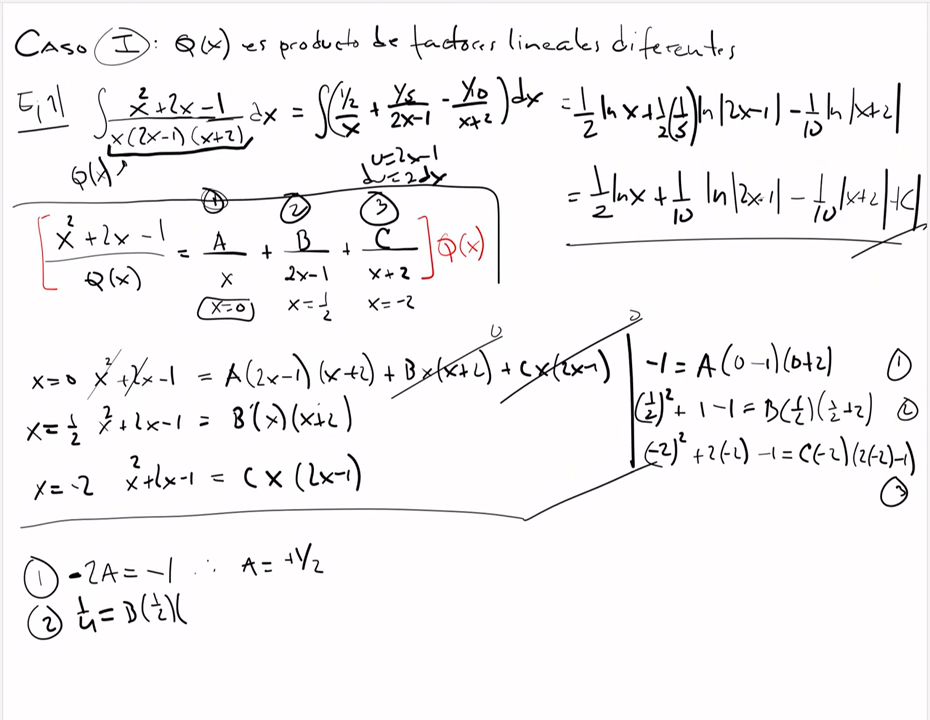 CASO I: Q(x) es producto de factores lineales diferentes
Ej 1) ∫ (x²+2x−1)/(x(2x−1)(x+2)) dx = ∫( (1/2)/x + (1/5)/(2x−1) − (1/10)/(x+2) ) dx = 1/2 ln x + 1/2(1/5) ln|2x−1| − 1/10 ln|x+2|
Q(x)
u=2x−1
du=2dx
= 1/2 ln x + 1/10 ln|2x-1| − 1/10 |x+2| + C|
① ② ③
[ (x²+2x−1)/Q(x) = A/x + B/(2x−1) + C/(x+2) ] Q(x)
x=0 x=1/2 x=−2
x=0 x²+2x−1 = A(2x−1)(x+2) + Bx(x+2) + Cx(2x−1)
0 0
x=1/2 x²+2x−1 = B(x)(x+2)
x=-2 x²+2x−1 = Cx(2x−1)
−1 = A(0−1)(0+2) ①
(1/2)² + 1 − 1 = B(1/2)(1/2+2) ②
(−2)² + 2(−2) − 1 = C(−2)(2(−2)−1)
③
① −2A = −1 ∴ A = +1/2
② 1/4 = B(1/2)(